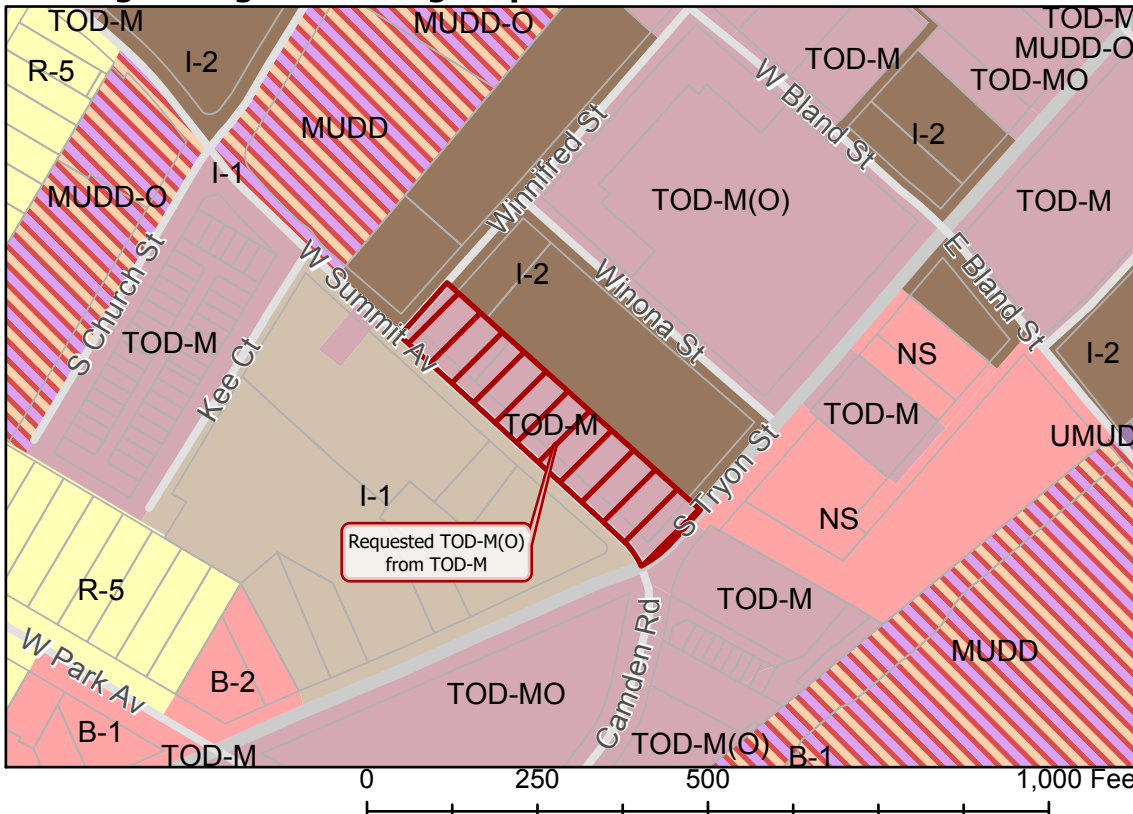 TOD-M
MUDD-O
TOD-M
MUDD-O
TOD-MO
R-5
I-2
TOD-M
W Bland St
I-2
MUDD
Winnifred St
I-1
MUDD-O
TOD-M(O)
TOD-M
S Church St
W Summit Av
I-2
Winona St
E Bland St
TOD-M
Kee Ct
NS
I-2
TOD-M
TOD-M
UMUD
S Tryon St
I-1
NS
Requested TOD-M(O)
from TOD-M
R-5
TOD-M
W Park Av
B-2
Camden Rd
MUDD
TOD-MO
B-1
TOD-M
TOD-M(O)
B-1
0 250 500 1,000 Fee